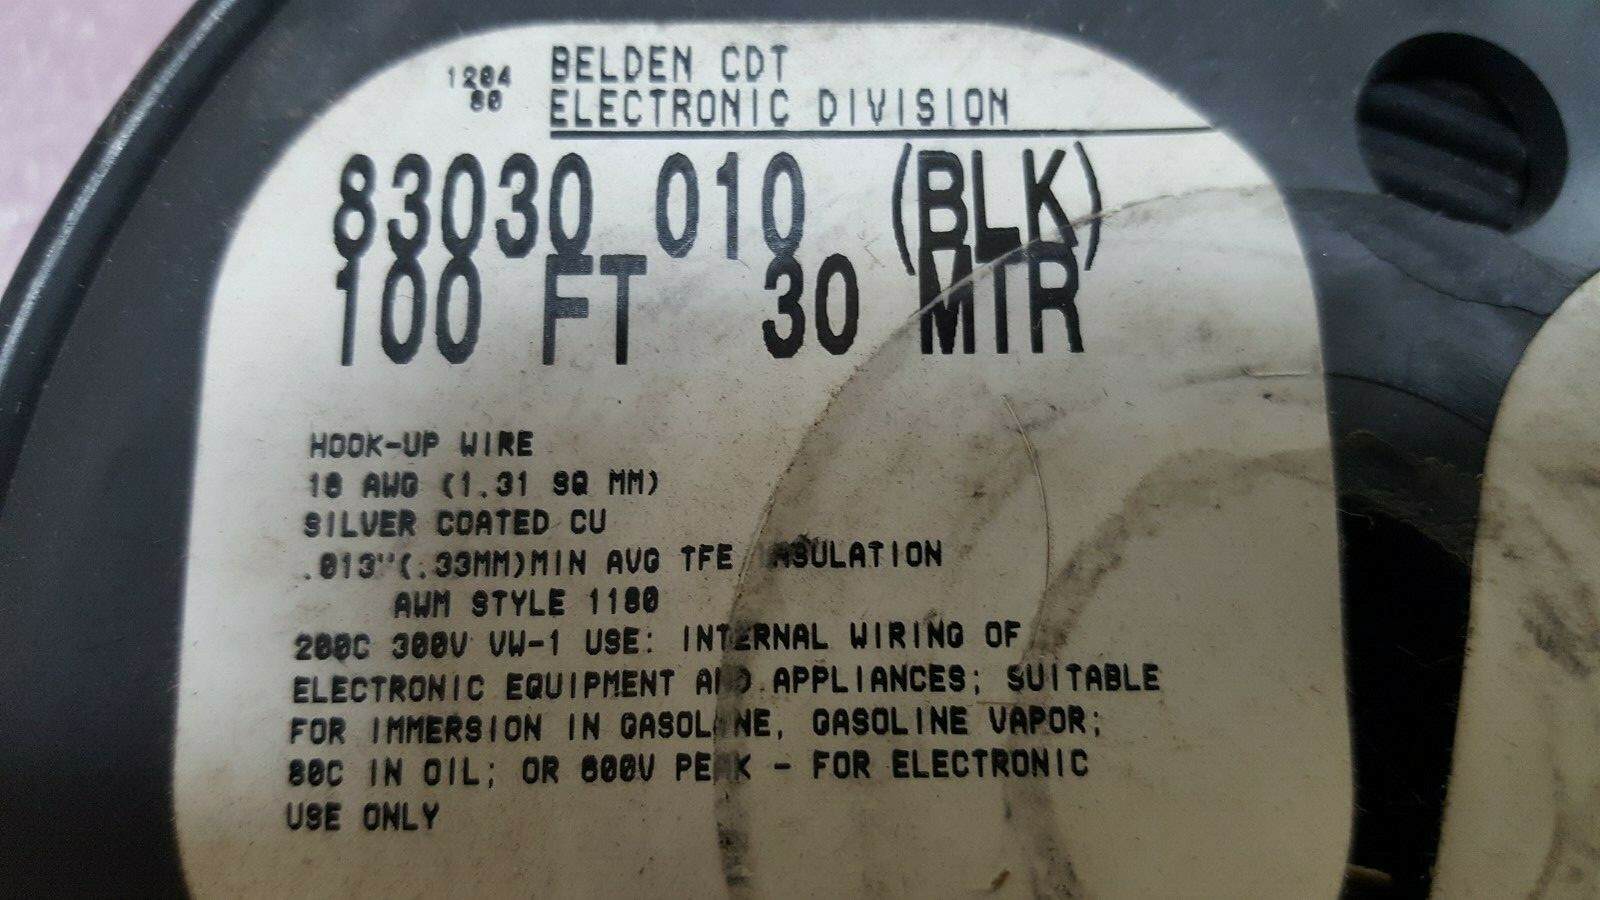 1204
80
BELDEN CDT
ELECTRONIC DIVISION
83030 010 (BLK)
100 FT 30 MTR
HOOK-UP WIRE
16 AWG (1.31 SQ MM)
SILVER COATED CU
.013"(.33MM)MIN AVG TFE INSULATION
AWM STYLE 1180
200C 300V VW-1 USE: INTERNAL WIRING OF
ELECTRONIC EQUIPMENT AND APPLIANCES; SUITABLE
FOR IMMERSION IN GASOLINE, GASOLINE VAPOR;
80C IN OIL; OR 600V PEAK - FOR ELECTRONIC
USE ONLY